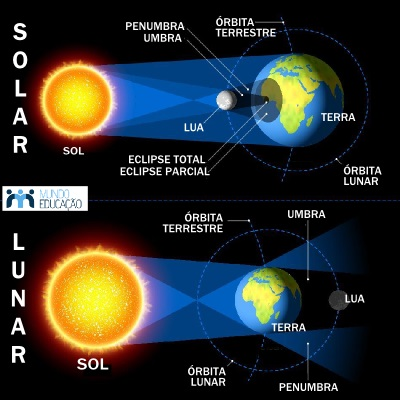 SOLAR
PENUMBRA
UMBRA
ÓRBITA
TERRESTRE
LUA
TERRA
SOL
ECLIPSE TOTAL
ECLIPSE PARCIAL
ÓRBITA
LUNAR
MUNDO
EDUCAÇÃO
LUNAR
ÓRBITA
TERRESTRE
UMBRA
LUA
TERRA
SOL
ÓRBITA
LUNAR
PENUMBRA